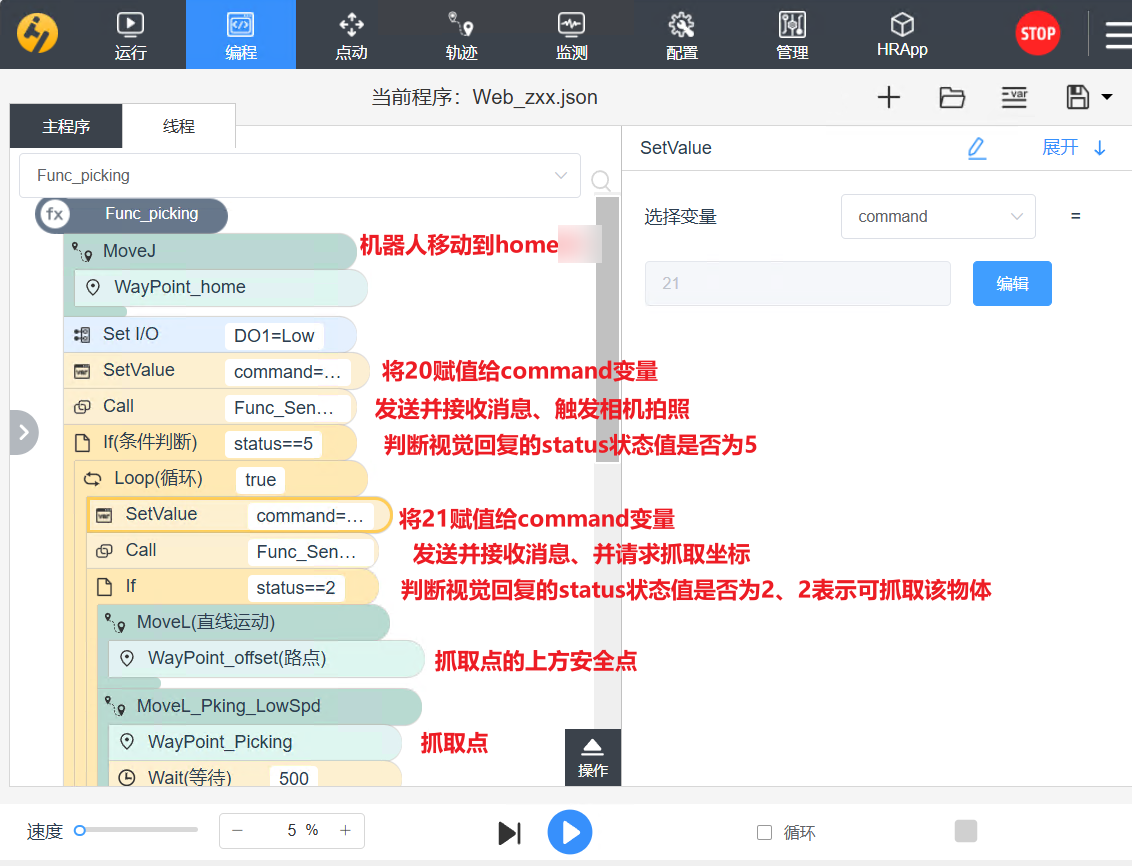 运行
编程
点动
轨迹
监测
配置
管理
HRApp
STOP
当前程序：Web_zxx.json
var
主程序
线程
Func_picking
fx Func_picking
MoveJ
机器人移动到home
WayPoint_home
Set I/O DO1=Low
SetValue command=...
将20赋值给command变量
Call Func_Sen...
发送并接收消息、触发相机拍照
If(条件判断) status==5
判断视觉回复的status状态值是否为5
Loop(循环) true
SetValue command=...
将21赋值给command变量
Call Func_Sen...
发送并接收消息、并请求抓取坐标
If status==2
判断视觉回复的status状态值是否为2、2表示可抓取该物体
MoveL(直线运动)
WayPoint_offset(路点)
抓取点的上方安全点
MoveL_Pking_LowSpd
WayPoint_Picking
抓取点
Wait(等待) 500
操作
SetValue
展开
选择变量
command
=
21
编辑
速度
− 5 % +
循环